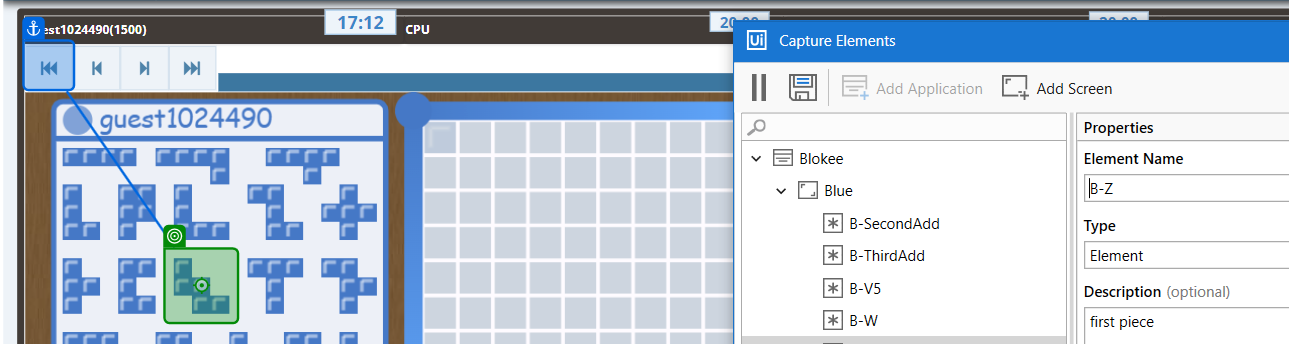 est1024490(1500)
17:12
CPU
20.00
20.00
Ui Capture Elements
Add Application
Add Screen
guest1024490
Properties
Blokee
Element Name
Blue
B-Z
B-SecondAdd
Type
B-ThirdAdd
Element
B-V5
Description (optional)
B-W
first piece